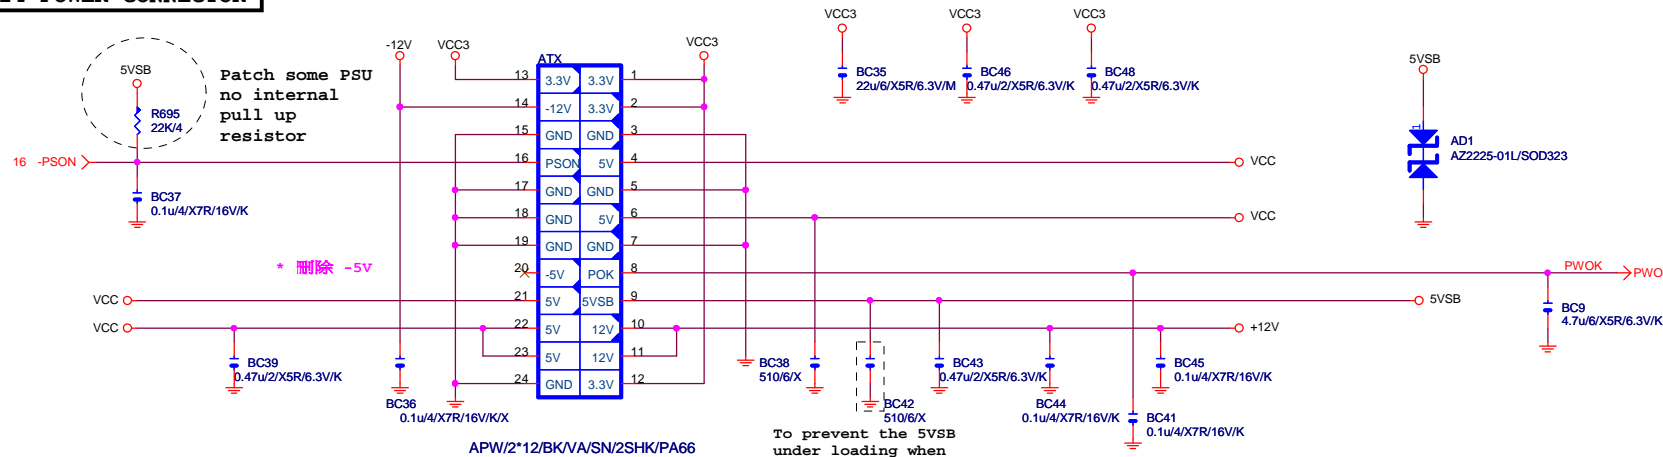 VCC3 VCC3 VCC3
-12V VCC3 VCC3
5VSB
Patch some PSU
no internal
pull up
resistor
R695
22K/4
16 -PSON
BC37
0.1u/4/X7R/16V/K
* 刪除 -5V
VCC
VCC
BC39
0.47u/2/X5R/6.3V/K
BC36
0.1u/4/X7R/16V/K/X
ATX
13 3.3V 3.3V 1
14 -12V 3.3V 2
15 GND GND 3
16 PSON 5V 4
17 GND GND 5
18 GND 5V 6
19 GND GND 7
20 -5V POK 8
21 5V 5VSB 9
22 5V 12V 10
23 5V 12V 11
24 GND 3.3V 12
APW/2*12/BK/VA/SN/2SHK/PA66
BC35
22u/6/X5R/6.3V/M
BC46
0.47u/2/X5R/6.3V/K
BC48
0.47u/2/X5R/6.3V/K
VCC
VCC
5VSB
+12V
BC38
510/6/X
BC42
510/6/X
To prevent the 5VSB
under loading when
BC43
0.47u/2/X5R/6.3V/K
BC44
0.1u/4/X7R/16V/K
BC45
0.1u/4/X7R/16V/K
BC41
0.1u/4/X7R/16V/K
5VSB
1
AD1
AZ2225-01L/SOD323
PWOK
PWO
BC9
4.7u/6/X5R/6.3V/K